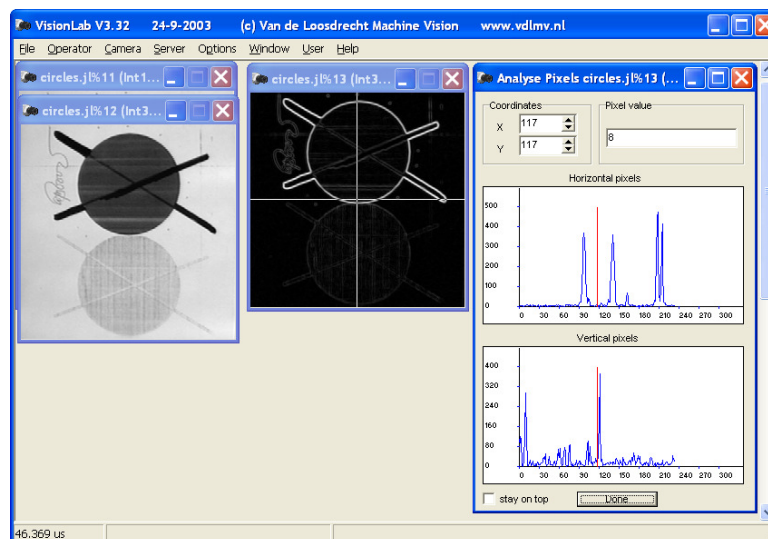 VisionLab V3.32 24-9-2003 (c) Van de Loosdrecht Machine Vision www.vdlmv.nl
File Operator Camera Server Options Window User Help
circles.jl%11 (Int1...
circles.jl%12 (Int3...
circles.jl%13 (Int3...
Analyse Pixels circles.jl%13 (...
Coordinates
X 117
Y 117
Pixel value
8
Horizontal pixels
500
400
300
200
100
0
0 30 60 90 120 150 180 210 240 270 300
Vertical pixels
400
320
240
160
80
0
0 30 60 90 120 150 180 210 240 270 300
stay on top
Done
46.369 us